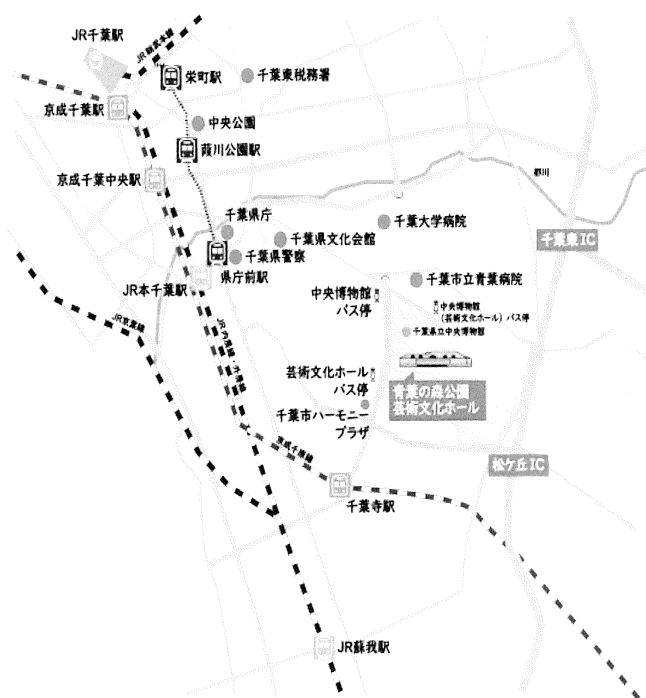 JR千葉駅
JR総武本線
栄町駅
千葉東税務署
京成千葉駅
中央公園
葭川公園駅
都川
京成千葉中央駅
千葉県庁
千葉大学病院
千葉県文化会館
千葉東IC
千葉県警察
県庁前駅
千葉市立青葉病院
JR本千葉駅
中央博物館
バス停
中央博物館
(芸術文化ホール)バス停
JR京葉線
JR内房線・外房線
千葉県立中央博物館
芸術文化ホール
バス停
青葉の森公園
芸術文化ホール
千葉市ハーモニー
プラザ
京成千原線
松ケ丘IC
千葉寺駅
JR蘇我駅